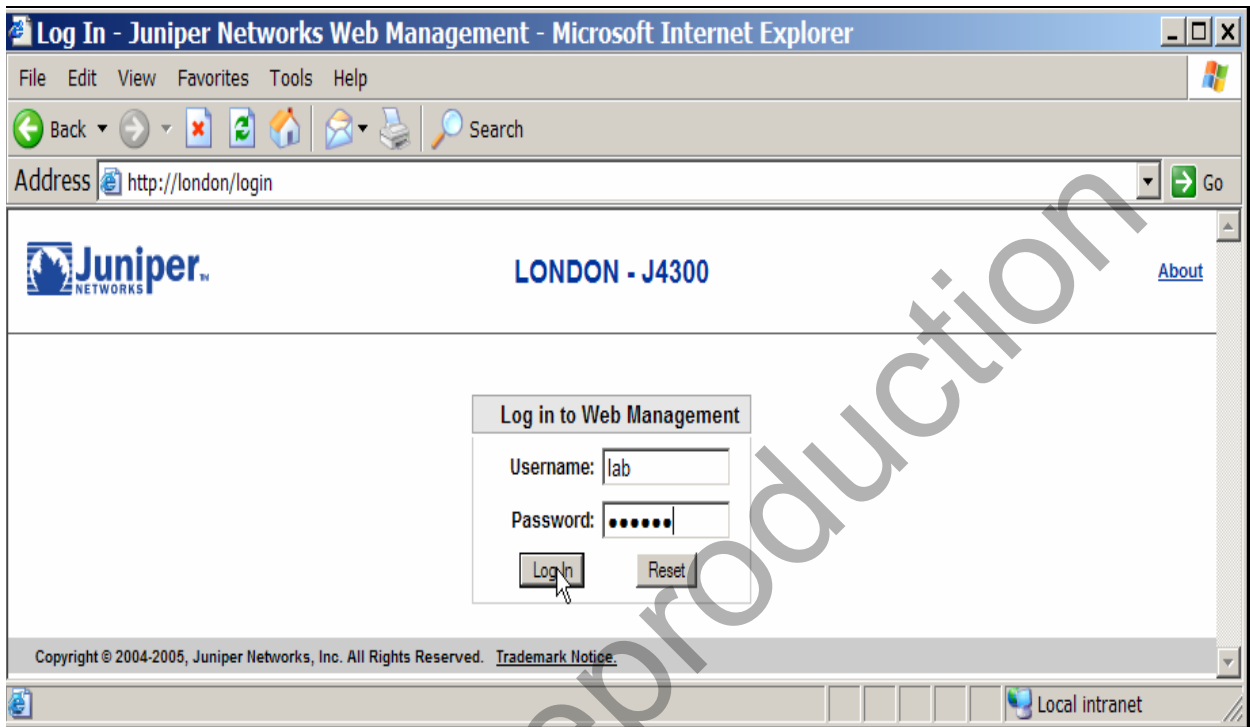 Log In - Juniper Networks Web Management - Microsoft Internet Explorer
File Edit View Favorites Tools Help
Back Search
Address http://london/login Go
Juniper™
NETWORKS
LONDON - J4300
About
Log in to Web Management
Username: lab
Password: ••••••
Log In Reset
Copyright © 2004-2005, Juniper Networks, Inc. All Rights Reserved. Trademark Notice.
Local intranet
eproduction